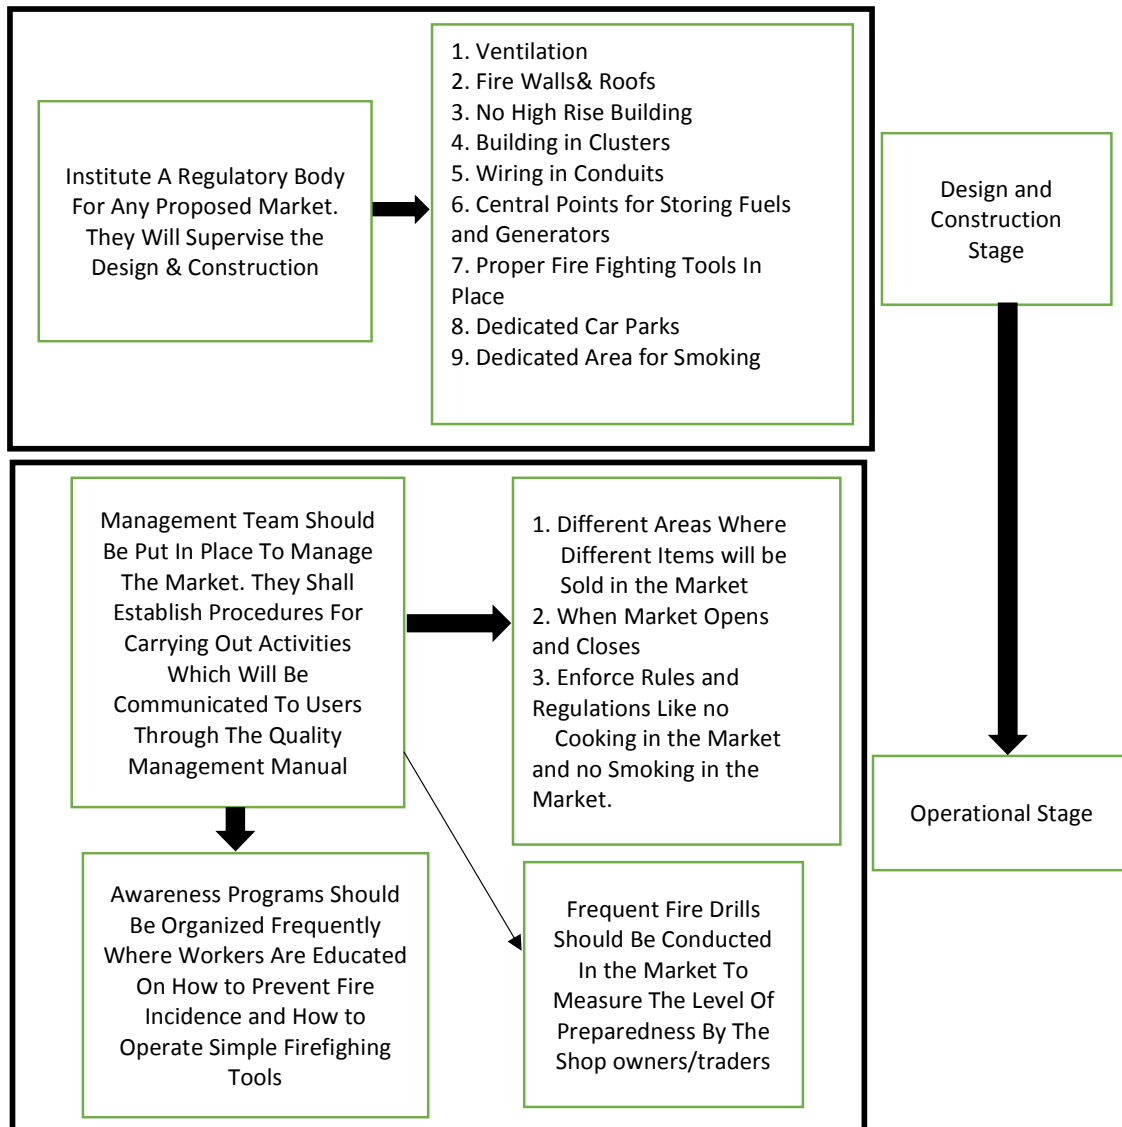 Institute A Regulatory Body
For Any Proposed Market.
They Will Supervise the
Design & Construction
1. Ventilation
2. Fire Walls& Roofs
3. No High Rise Building
4. Building in Clusters
5. Wiring in Conduits
6. Central Points for Storing Fuels
and Generators
7. Proper Fire Fighting Tools In
Place
8. Dedicated Car Parks
9. Dedicated Area for Smoking
Design and
Construction
Stage
Management Team Should
Be Put In Place To Manage
The Market. They Shall
Establish Procedures For
Carrying Out Activities
Which Will Be
Communicated To Users
Through The Quality
Management Manual
1. Different Areas Where
Different Items will be
Sold in the Market
2. When Market Opens
and Closes
3. Enforce Rules and
Regulations Like no
Cooking in the Market
and no Smoking in the
Market.
Operational Stage
Awareness Programs Should
Be Organized Frequently
Where Workers Are Educated
On How to Prevent Fire
Incidence and How to
Operate Simple Firefighing
Tools
Frequent Fire Drills
Should Be Conducted
In the Market To
Measure The Level Of
Preparedness By The
Shop owners/traders